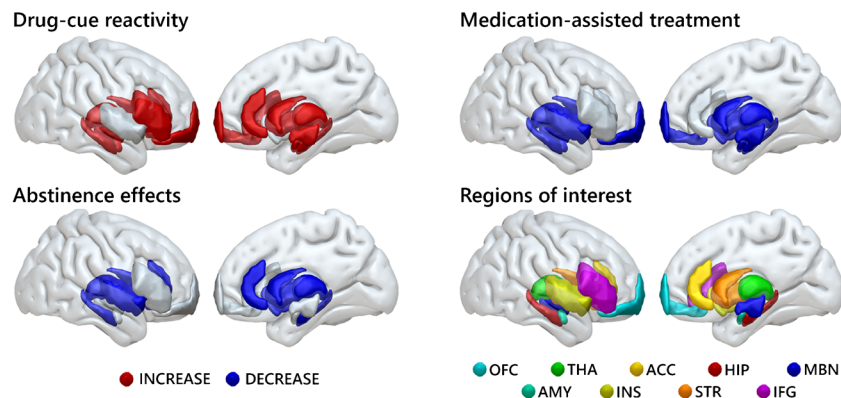 Drug-cue reactivity
Medication-assisted treatment
Abstinence effects
Regions of interest
INCREASE DECREASE
OFC THA ACC HIP MBN
AMY INS STR IFG